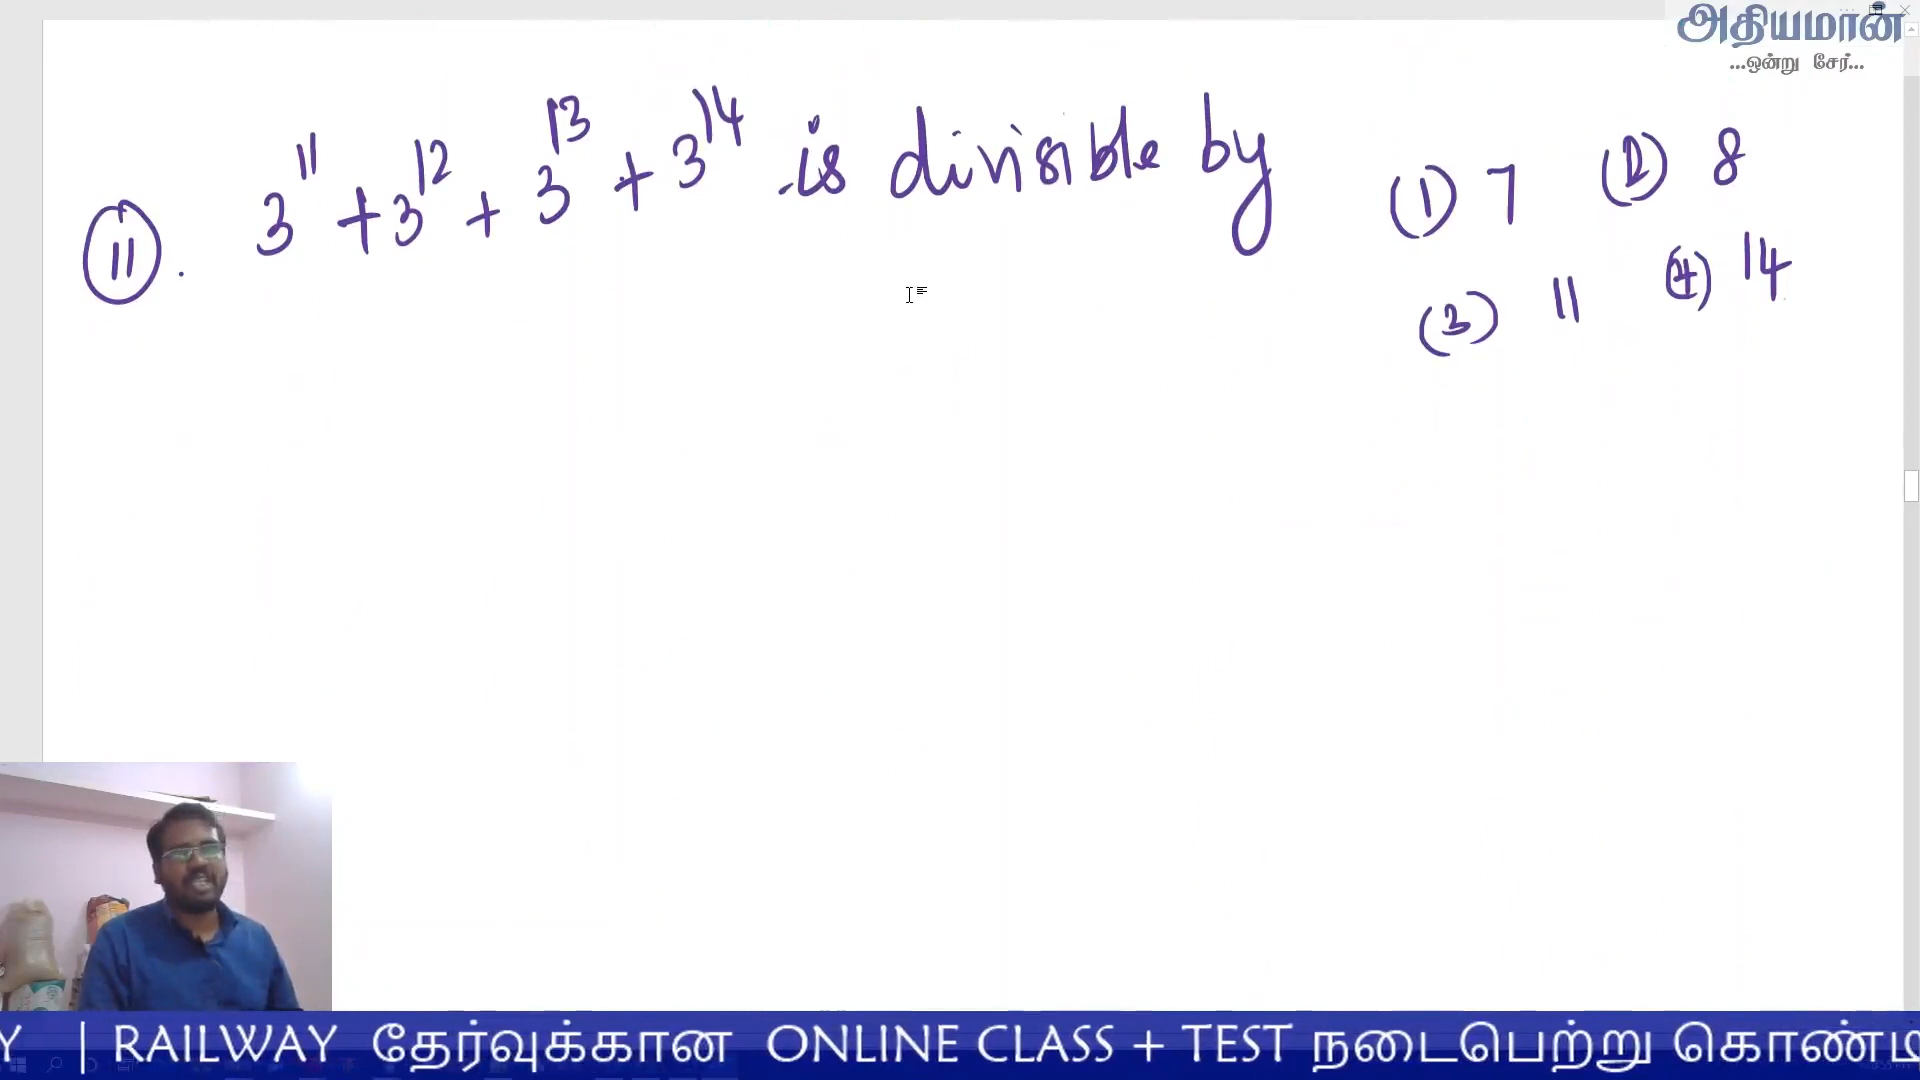 அதியமான்
...ஒன்று சேர்...
11. 3^11 + 3^12 + 3^13 + 3^14 is divisible by (1) 7 (2) 8
(3) 11 (4) 14
Y | RAILWAY தேர்வுக்கான ONLINE CLASS + TEST நடைபெற்று கொண்டி